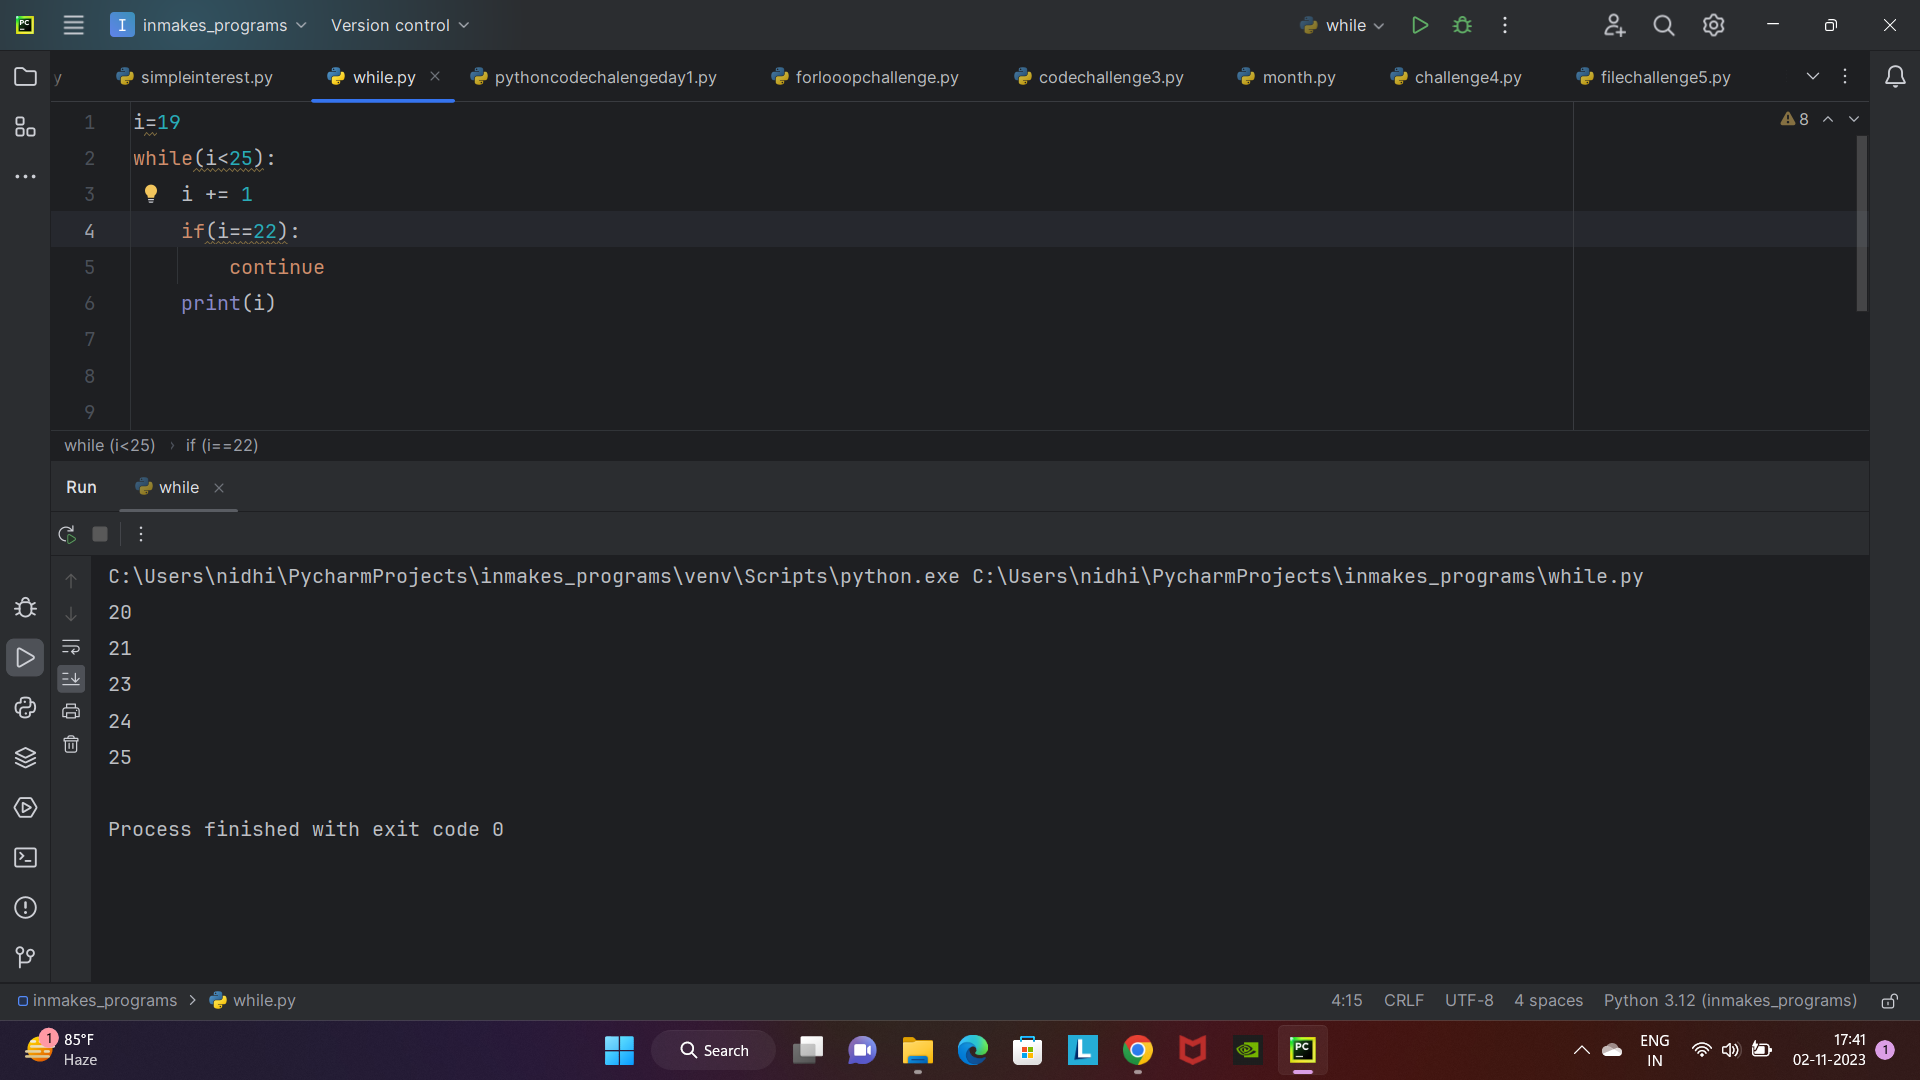 PC I inmakes_programs Version control while
y simpleinterest.py while.py pythoncodechalengeday1.py forlooopchallenge.py codechallenge3.py month.py challenge4.py filechallenge5.py
1 i=19 8
2 while(i<25):
3 i += 1
4 if(i==22):
5 continue
6 print(i)
7
8
9
while (i<25) › if (i==22)
Run while
C:\Users\nidhi\PycharmProjects\inmakes_programs\venv\Scripts\python.exe C:\Users\nidhi\PycharmProjects\inmakes_programs\while.py
20
21
23
24
25
Process finished with exit code 0
inmakes_programs > while.py 4:15 CRLF UTF-8 4 spaces Python 3.12 (inmakes_programs)
1 85°F
Haze
Search
L
PC
ENG
IN
17:41
02-11-2023
1